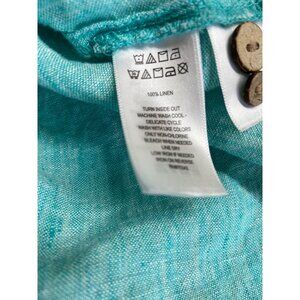 100% LINEN
TURN INSIDE OUT
MACHINE WASH COOL-
DELICATE CYCLE
WASH WITH LIKE COLORS
ONLY NON-CHLORINE
BLEACH WHEN NEEDED
LINE DRY
LOW IRON IF NEEDED
IRON ON REVERSE